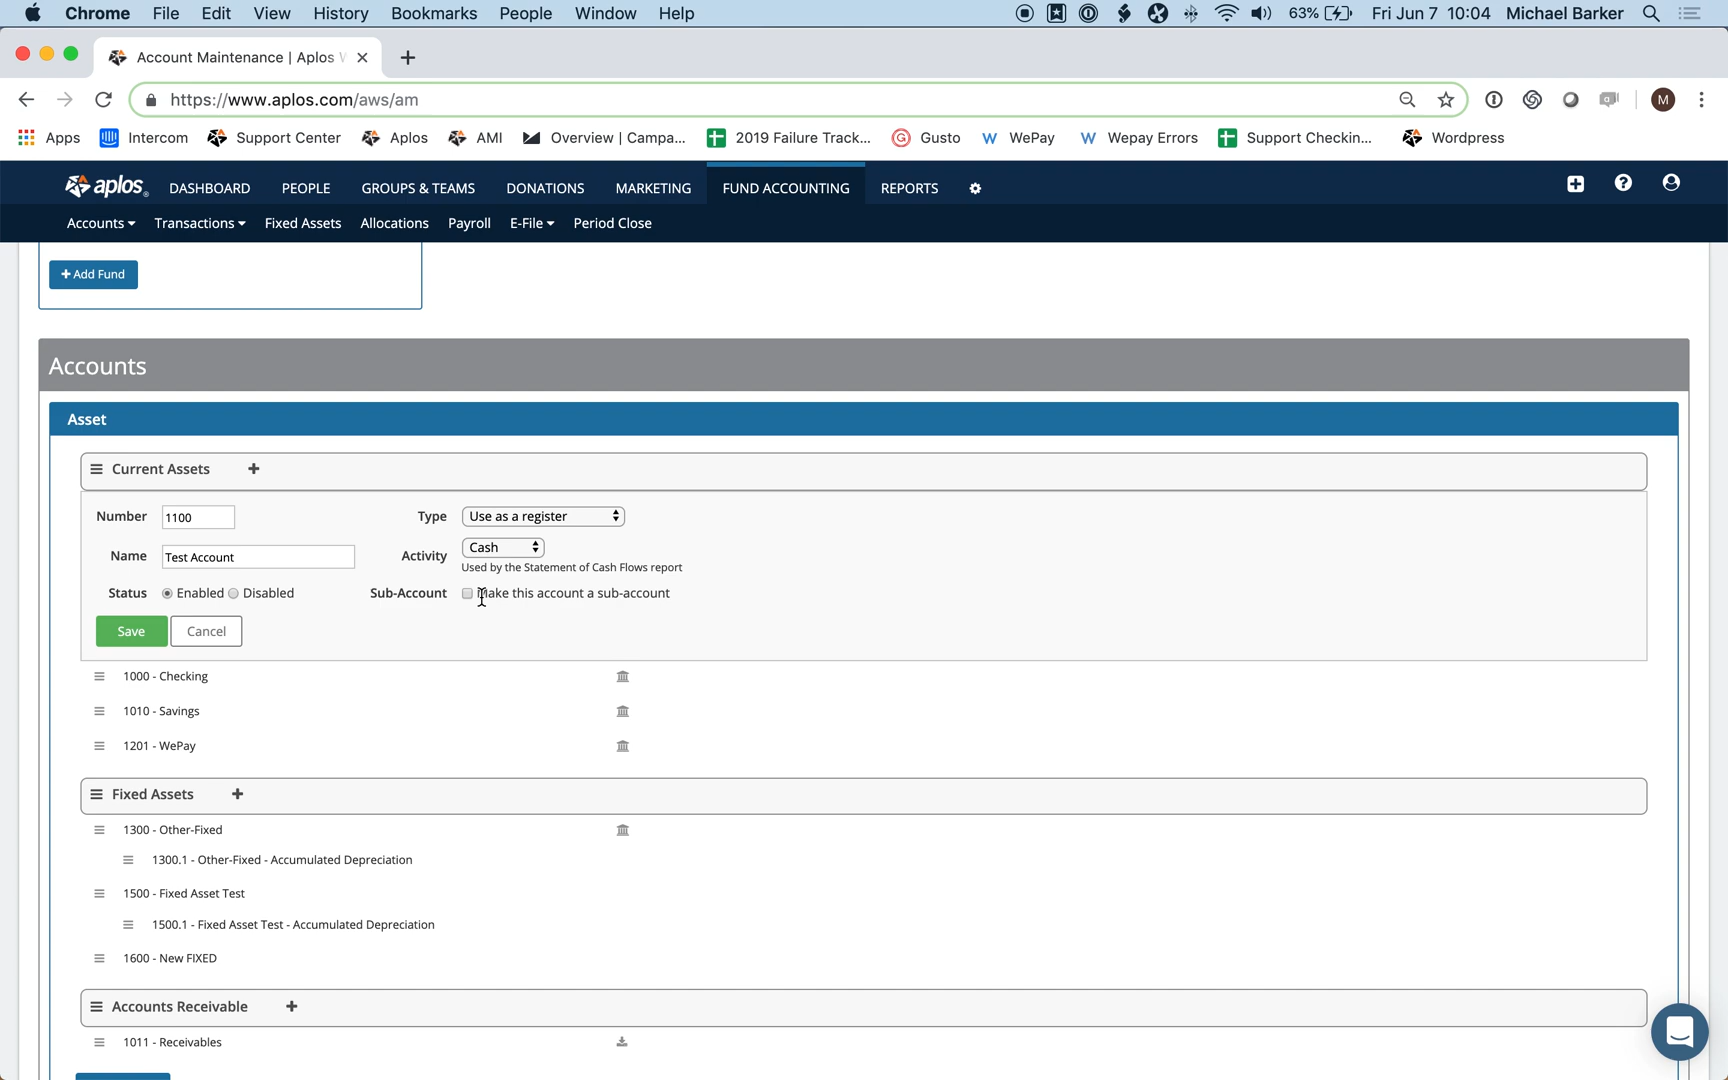 Chrome File Edit View History Bookmarks People Window Help 63% Fri Jun 7 10:04 Michael Barker
Account Maintenance | Aplos
https://www.aplos.com/aws/am M
Apps Intercom Support Center Aplos AMI Overview | Campa... 2019 Failure Track... Gusto WePay Wepay Errors Support Checkin... Wordpress
aplos DASHBOARD PEOPLE GROUPS & TEAMS DONATIONS MARKETING FUND ACCOUNTING REPORTS
Accounts Transactions Fixed Assets Allocations Payroll E-File Period Close
+ Add Fund
Accounts
Asset
Current Assets +
Number 1100 Type Use as a register
Name Test Account Activity Cash
Used by the Statement of Cash Flows report
Status Enabled Disabled Sub-Account Make this account a sub-account
Save Cancel
1000 - Checking
1010 - Savings
1201 - WePay
Fixed Assets +
1300 - Other-Fixed
1300.1 - Other-Fixed - Accumulated Depreciation
1500 - Fixed Asset Test
1500.1 - Fixed Asset Test - Accumulated Depreciation
1600 - New FIXED
Accounts Receivable +
1011 - Receivables